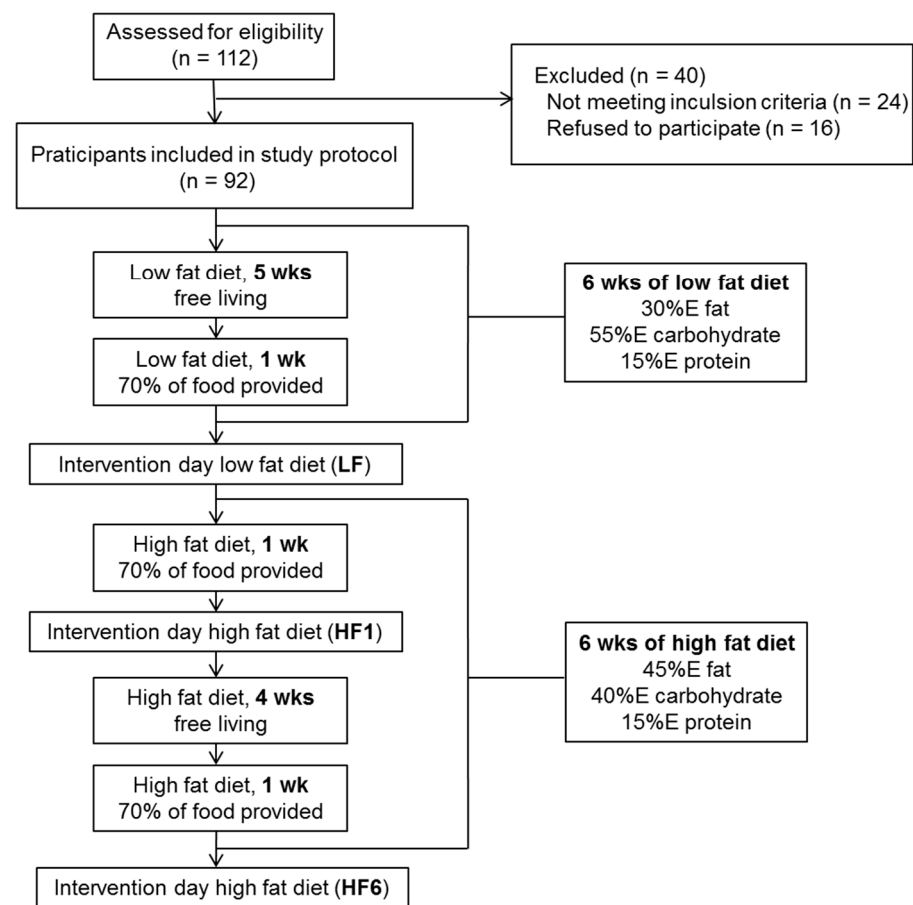 Assessed for eligibility
(n = 112)
Excluded (n = 40)
Not meeting inculsion criteria (n = 24)
Refused to participate (n = 16)
Praticipants included in study protocol
(n = 92)
Low fat diet, 5 wks
free living
6 wks of low fat diet
30%E fat
55%E carbohydrate
15%E protein
Low fat diet, 1 wk
70% of food provided
Intervention day low fat diet (LF)
High fat diet, 1 wk
70% of food provided
Intervention day high fat diet (HF1)
6 wks of high fat diet
45%E fat
40%E carbohydrate
15%E protein
High fat diet, 4 wks
free living
High fat diet, 1 wk
70% of food provided
Intervention day high fat diet (HF6)